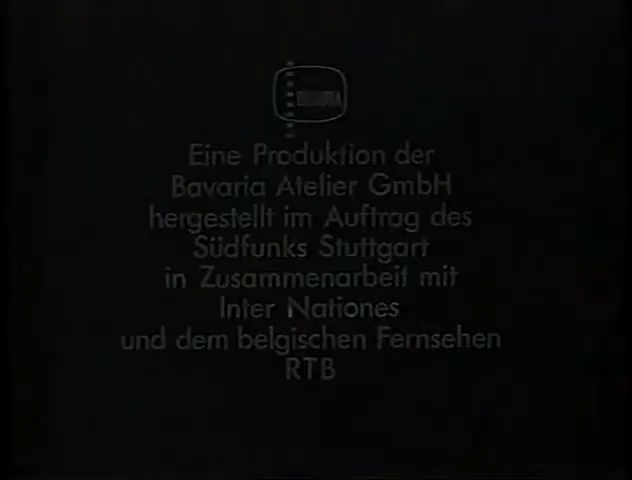 BAVARIA
Eine Produktion der
Bavaria Atelier GmbH
hergestellt im Auftrag des
Südfunks Stuttgart
in Zusammenarbeit mit
Inter Nationes
und dem belgischen Fernsehen
RTB